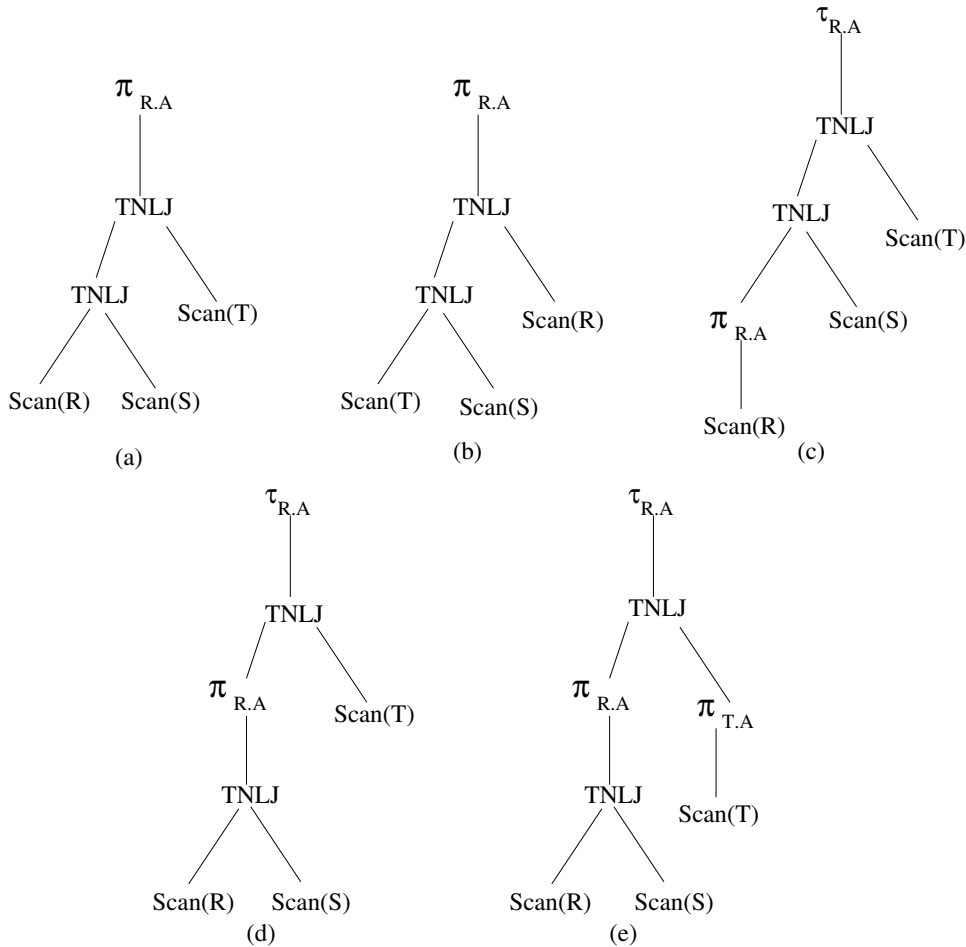 π R.A
TNLJ
TNLJ
Scan(T)
Scan(R)
Scan(S)
(a)
π R.A
TNLJ
TNLJ
Scan(R)
Scan(T)
Scan(S)
(b)
τ R.A
TNLJ
TNLJ
Scan(T)
π R.A
Scan(S)
Scan(R)
(c)
τ R.A
TNLJ
π R.A
Scan(T)
TNLJ
Scan(R)
Scan(S)
(d)
τ R.A
TNLJ
π R.A
π T.A
TNLJ
Scan(T)
Scan(R)
Scan(S)
(e)